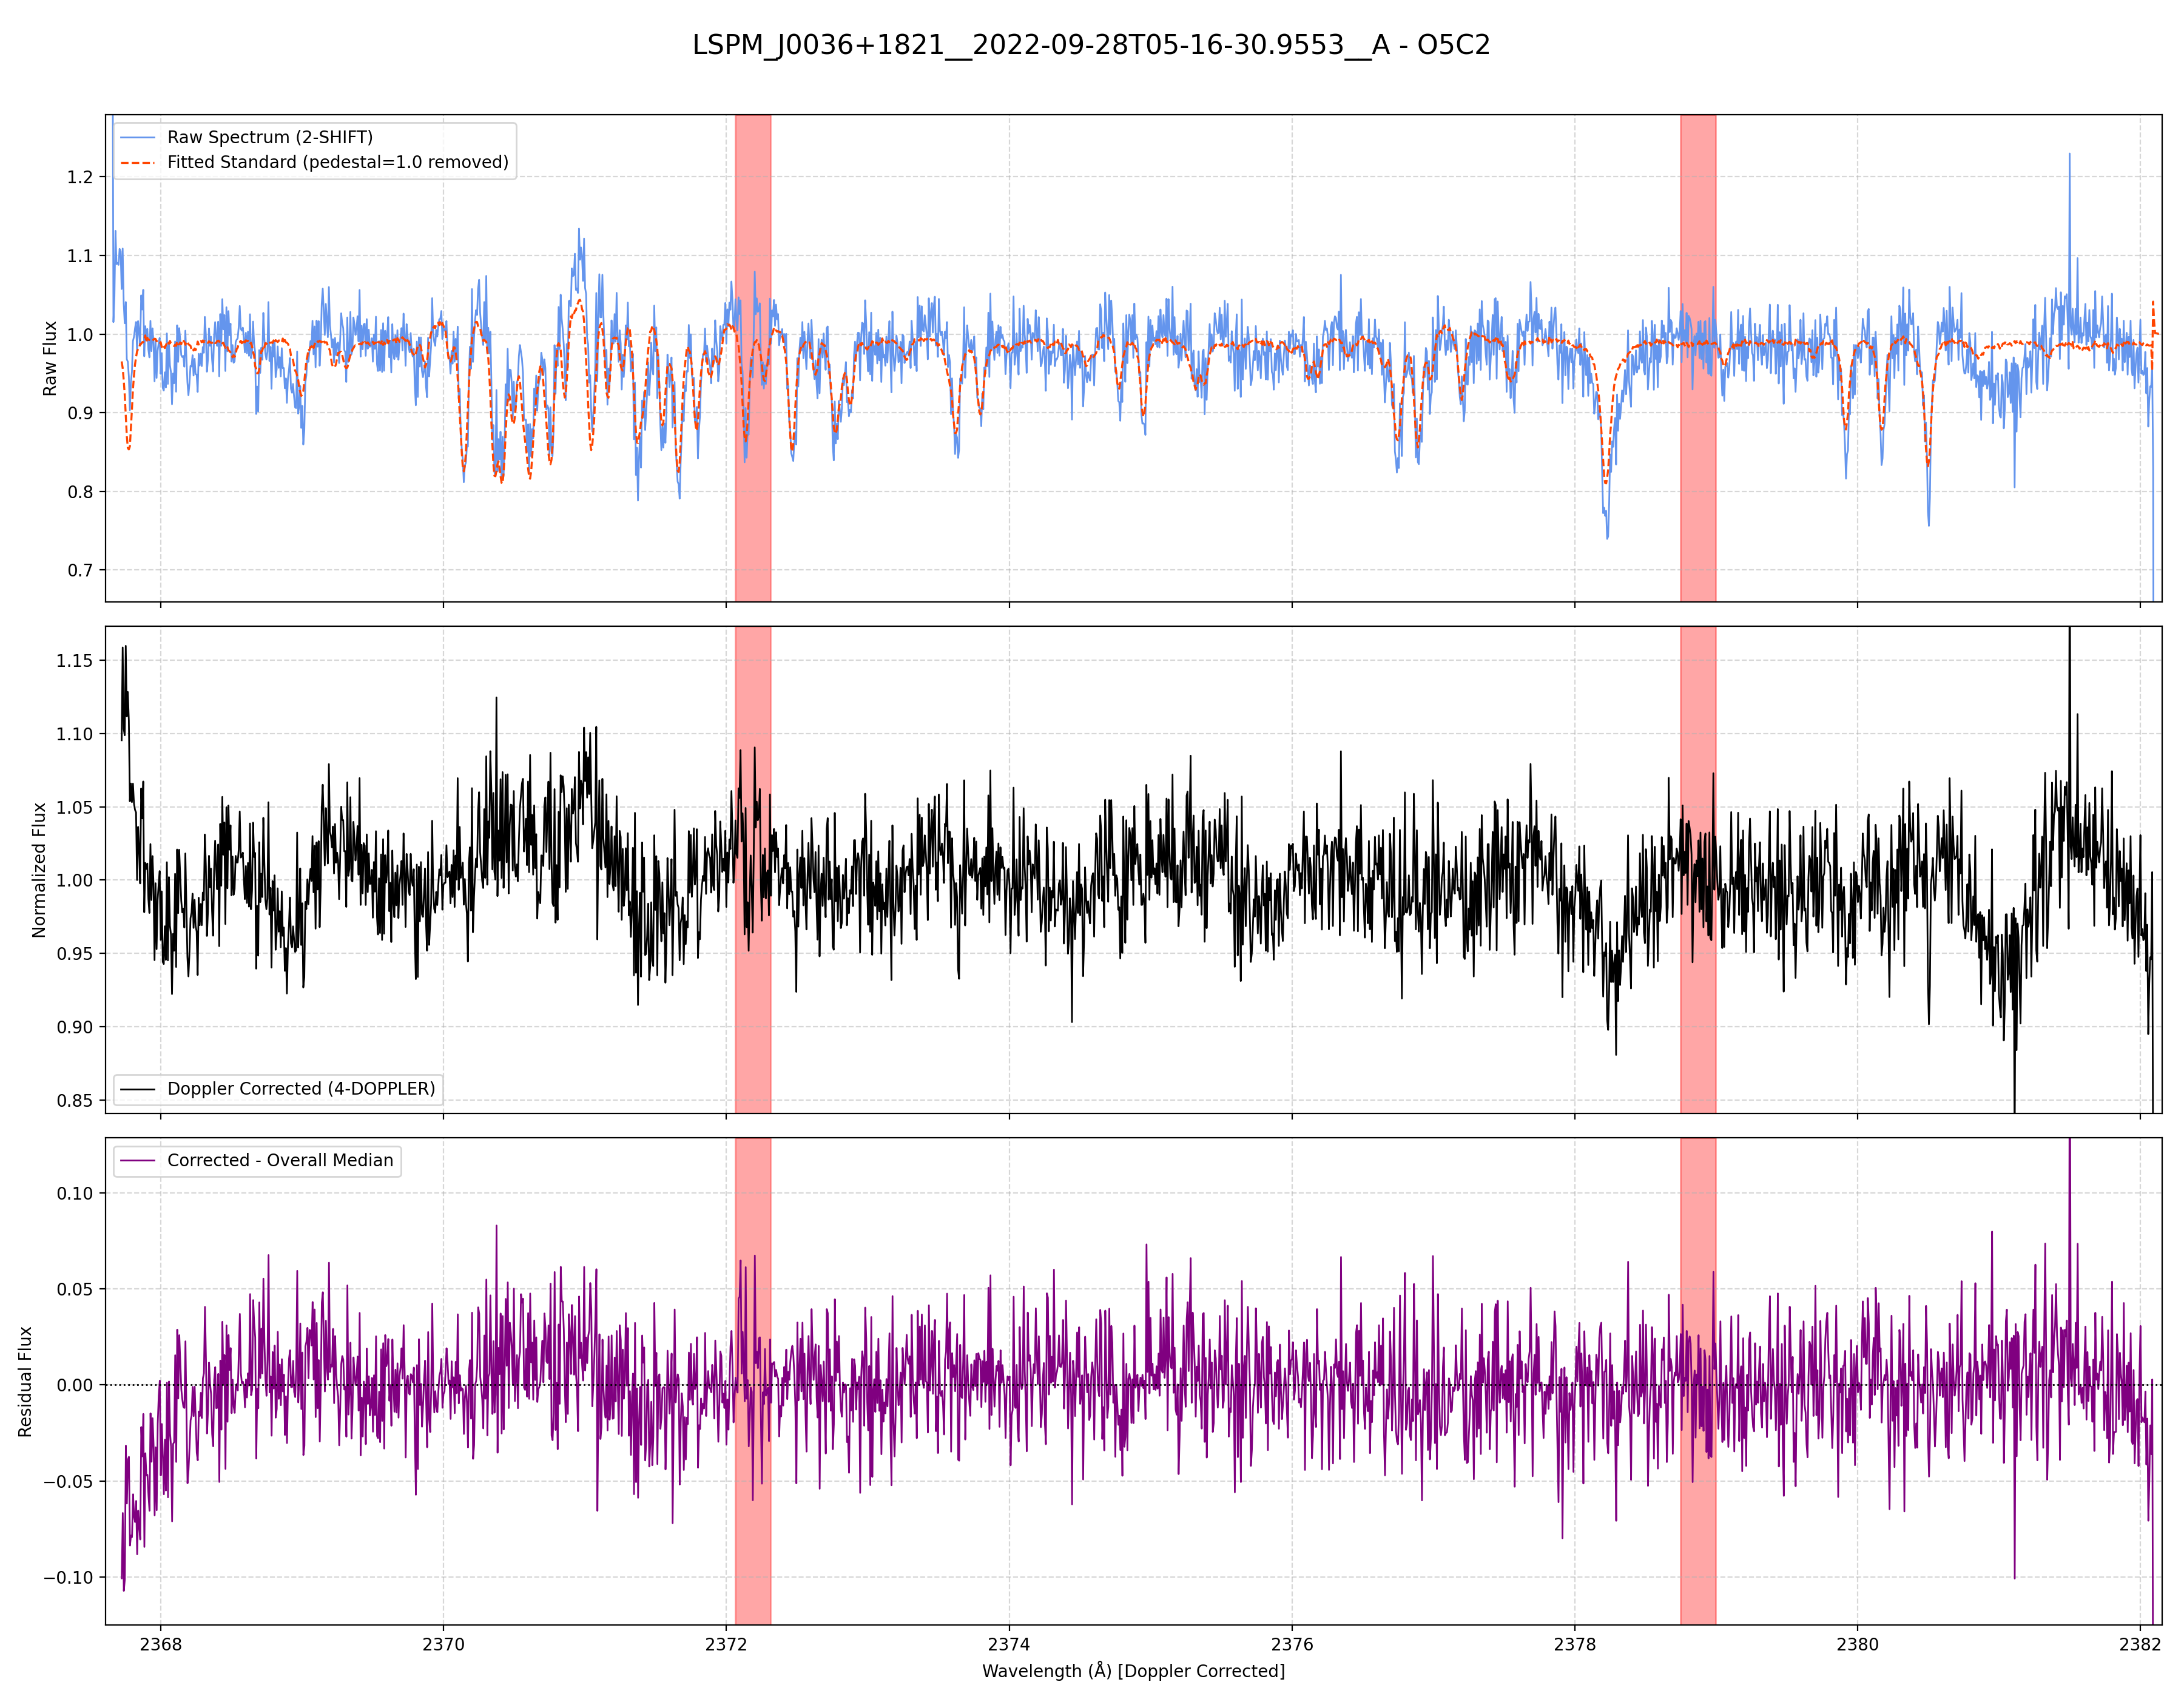 LSPM_J0036+1821__2022-09-28T05-16-30.9553__A - O5C2
Raw Spectrum (2-SHIFT)
Fitted Standard (pedestal=1.0 removed)
Raw Flux
1.2
1.1
1.0
0.9
0.8
0.7
Doppler Corrected (4-DOPPLER)
Normalized Flux
1.15
1.10
1.05
1.00
0.95
0.90
0.85
Corrected - Overall Median
Residual Flux
0.10
0.05
0.00
−0.05
−0.10
2368 2370 2372 2374 2376 2378 2380 2382
Wavelength (Å) [Doppler Corrected]